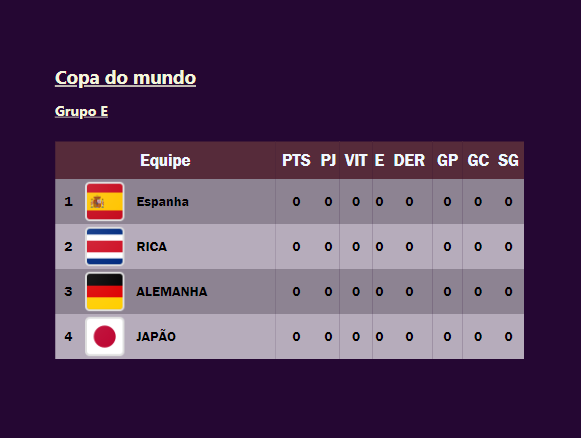 Copa do mundo
Grupo E
Equipe PTS PJ VIT E DER GP GC SG
1 Espanha 0 0 0 0 0 0 0 0
2 RICA 0 0 0 0 0 0 0 0
3 ALEMANHA 0 0 0 0 0 0 0 0
4 JAPÃO 0 0 0 0 0 0 0 0